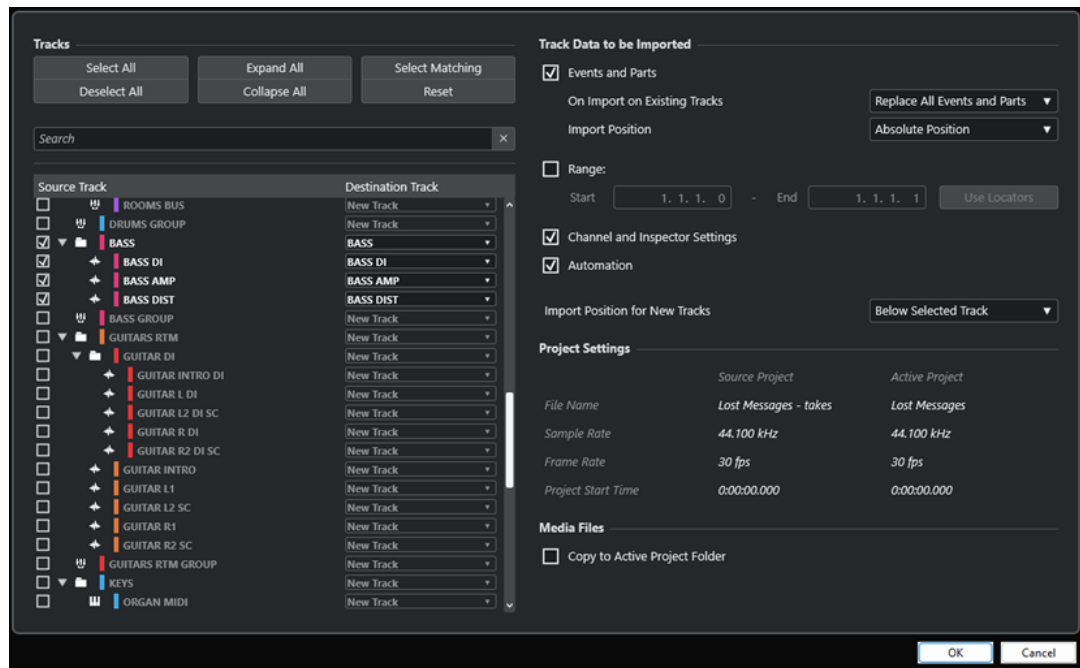 Tracks
Select All
Expand All
Select Matching
Deselect All
Collapse All
Reset
Search
Source Track Destination Track
ROOMS BUS New Track
DRUMS GROUP New Track
BASS BASS
BASS DI BASS DI
BASS AMP BASS AMP
BASS DIST BASS DIST
BASS GROUP New Track
GUITARS RTM New Track
GUITAR DI New Track
GUITAR INTRO DI New Track
GUITAR L DI New Track
GUITAR L2 DI SC New Track
GUITAR R DI New Track
GUITAR R2 DI SC New Track
GUITAR INTRO New Track
GUITAR L1 New Track
GUITAR L2 SC New Track
GUITAR R1 New Track
GUITAR R2 SC New Track
GUITARS RTM GROUP New Track
KEYS New Track
ORGAN MIDI New Track
Track Data to be Imported
Events and Parts
On Import on Existing Tracks Replace All Events and Parts
Import Position Absolute Position
Range:
Start 1. 1. 1. 0 - End 1. 1. 1. 1 Use Locators
Channel and Inspector Settings
Automation
Import Position for New Tracks Below Selected Track
Project Settings
Source Project Active Project
File Name Lost Messages - takes Lost Messages
Sample Rate 44.100 kHz 44.100 kHz
Frame Rate 30 fps 30 fps
Project Start Time 0:00:00.000 0:00:00.000
Media Files
Copy to Active Project Folder
OK Cancel